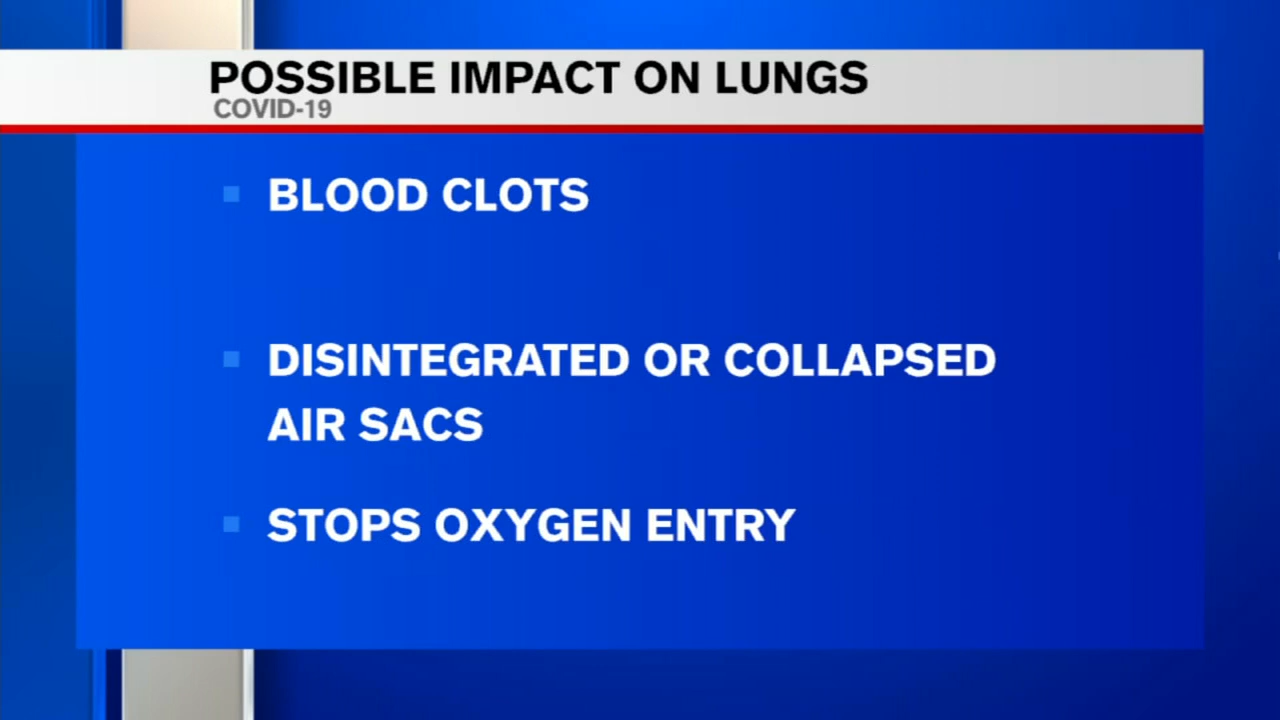 POSSIBLE IMPACT ON LUNGS
COVID-19
BLOOD CLOTS
DISINTEGRATED OR COLLAPSED
AIR SACS
STOPS OXYGEN ENTRY